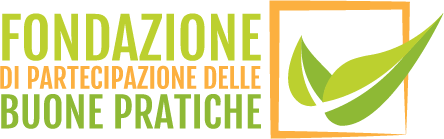 FONDAZIONE
DI PARTECIPAZIONE DELLE
BUONE PRATICHE